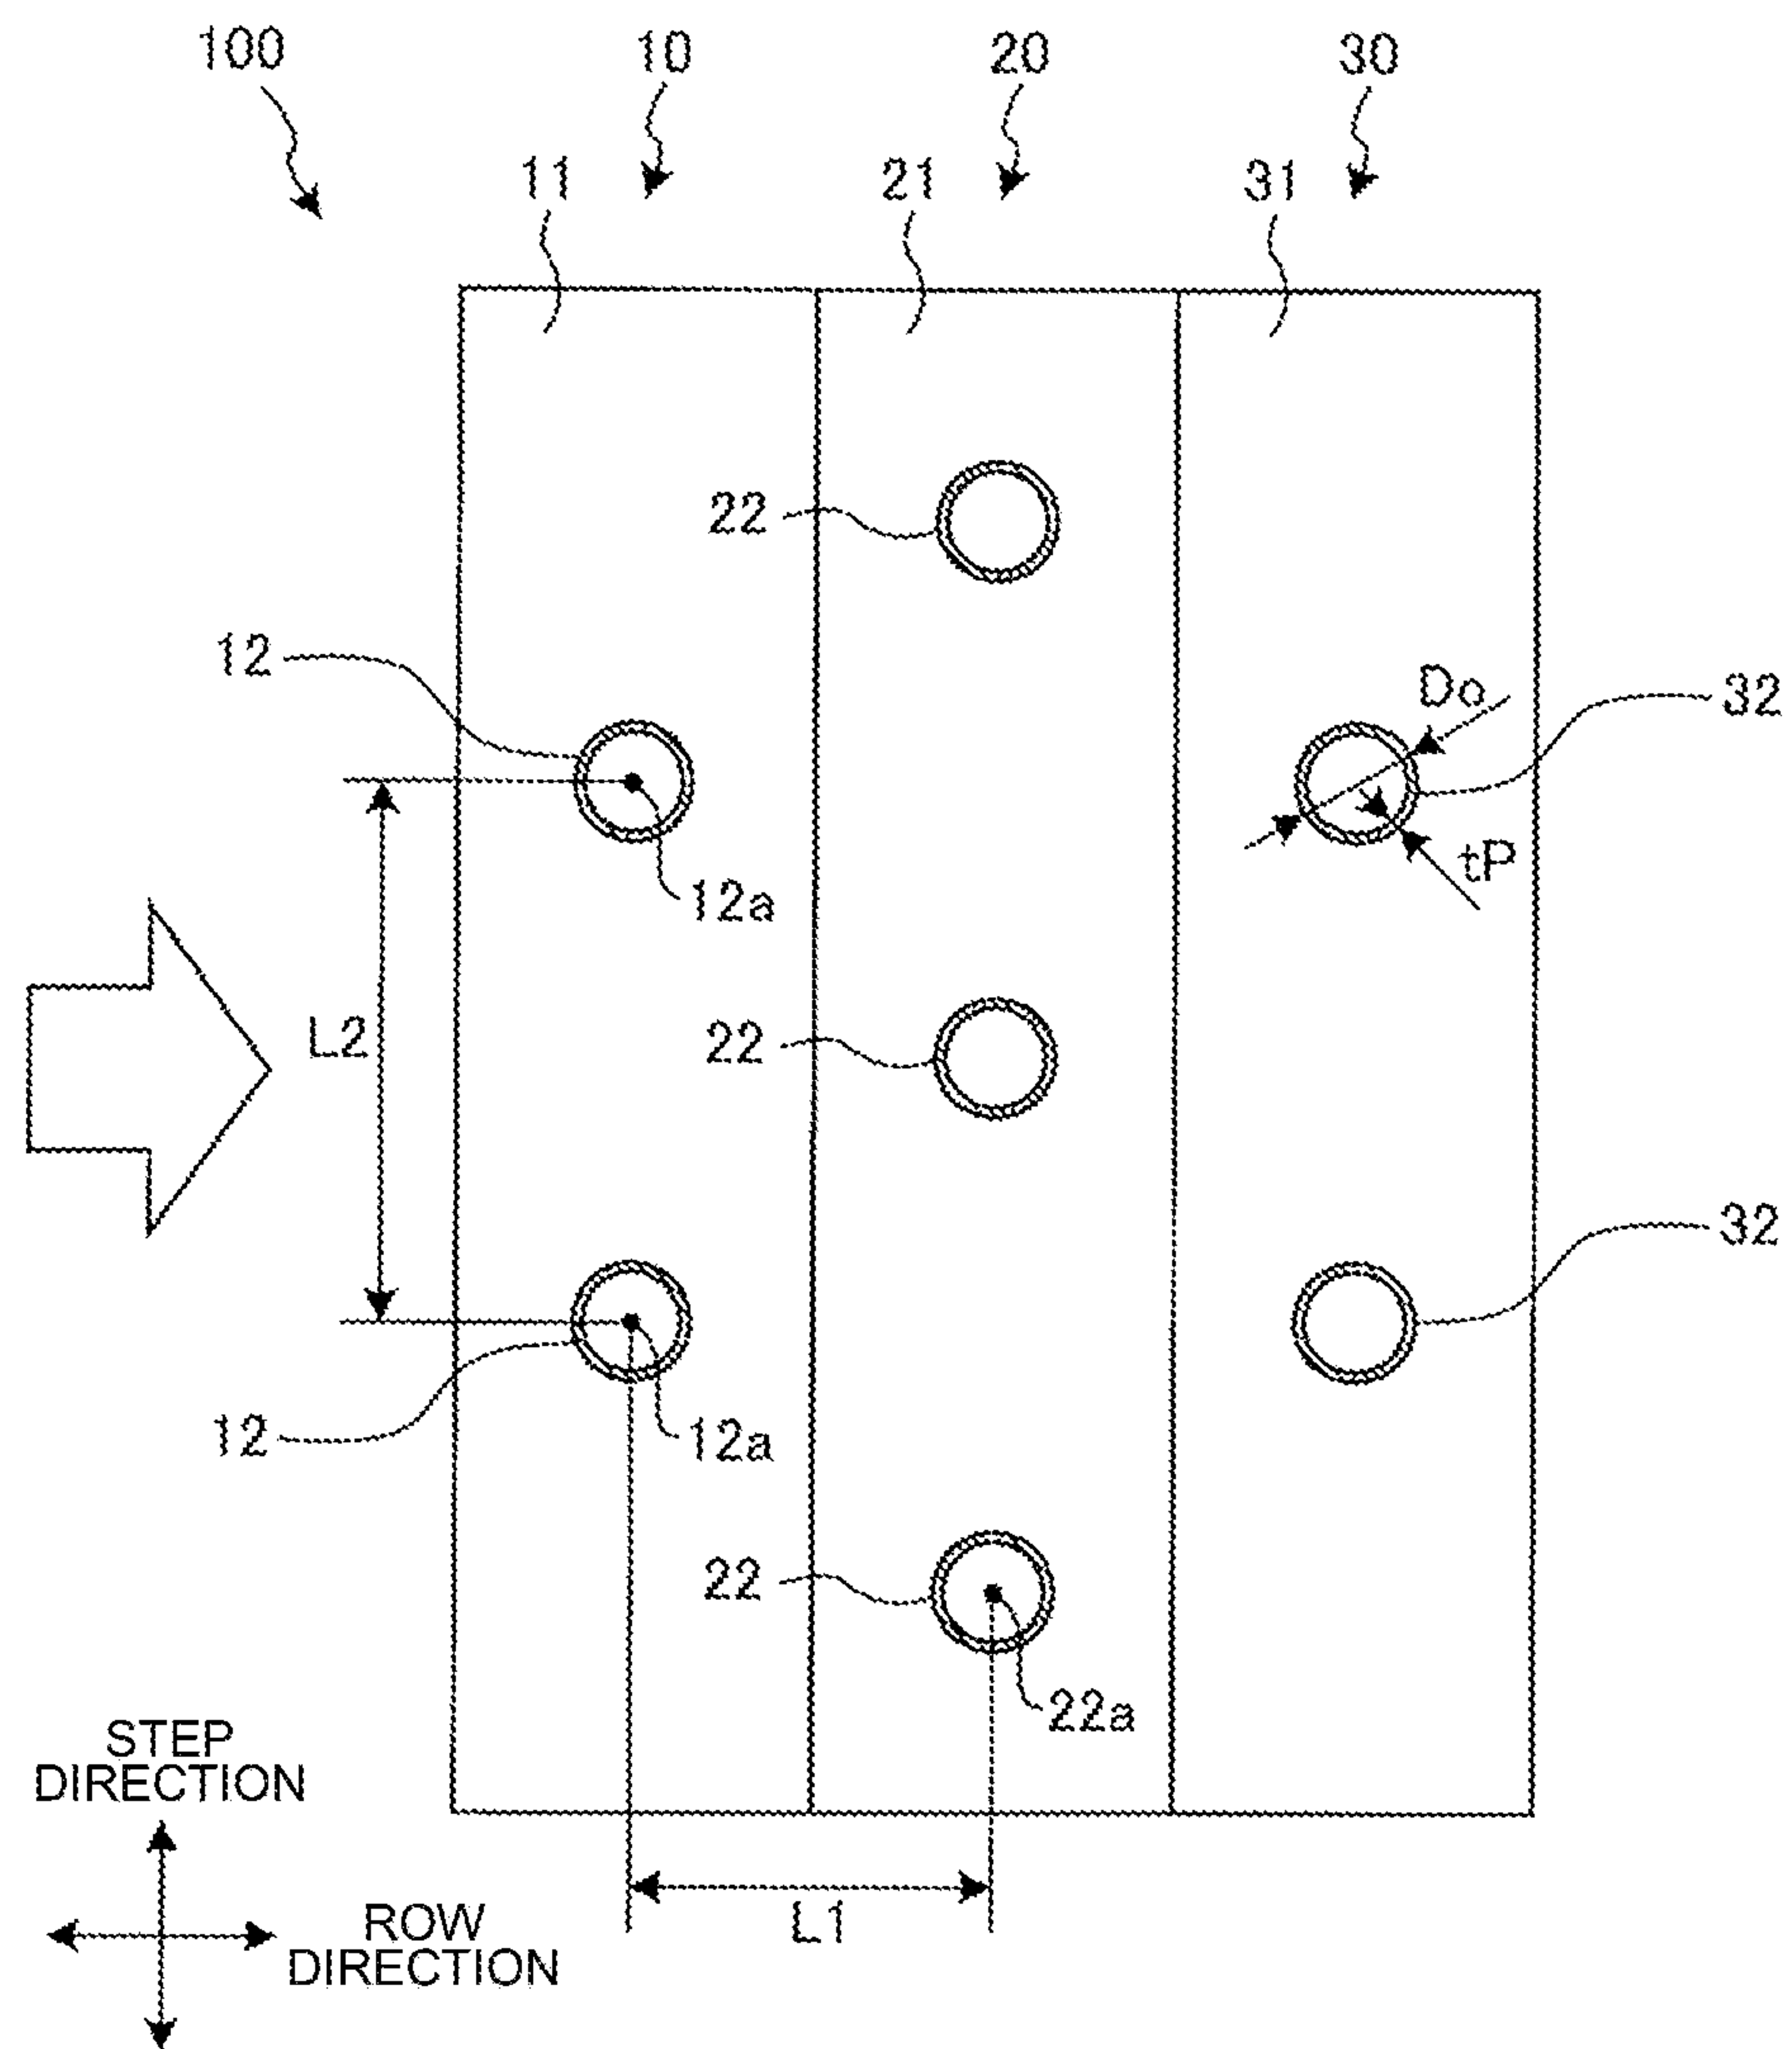 100
10
20
30
11
21
31
22
12
Do
32
12a
tP
L2
22
32
12
12a
22
22a
STEP
DIRECTION
ROW
DIRECTION
L1